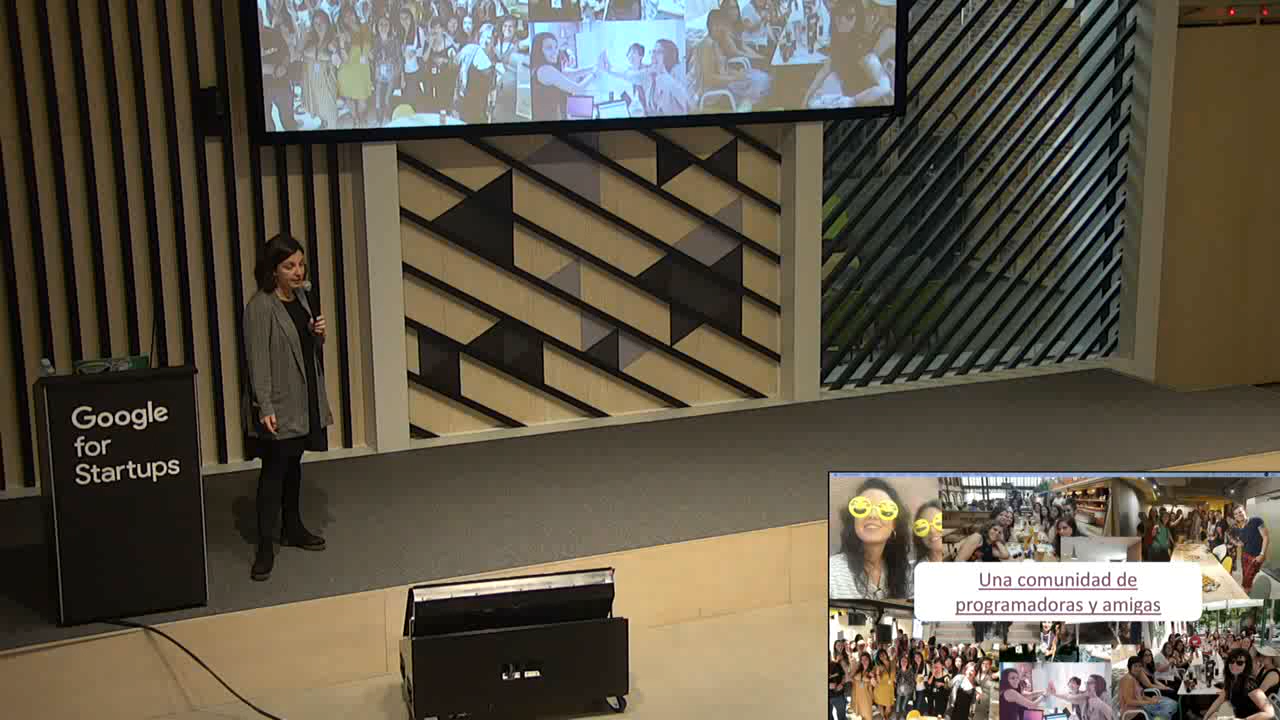 Google
for
Startups
Una comunidad de
programadoras y amigas